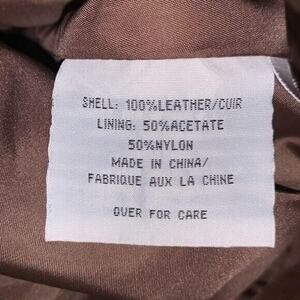 SHELL: 100%LEATHER/CUIR
LINING: 50%ACETATE
50%NYLON
MADE IN CHINA/
FABRIQUE AUX LA CHINE
OVER FOR CARE